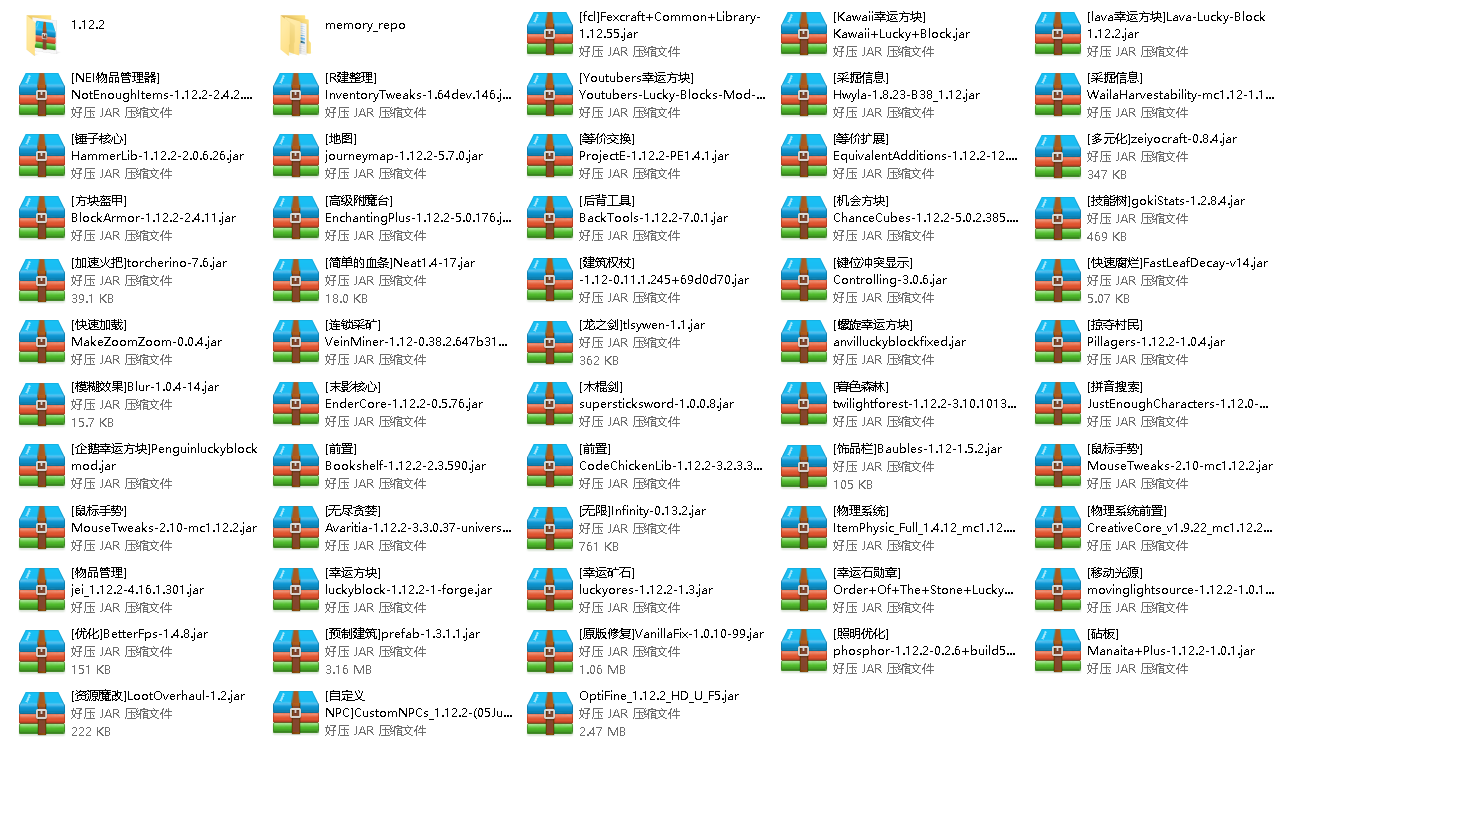 1.12.2
memory_repo
[fcl]Fexcraft+Common+Library-
1.12.55.jar
好压 JAR 压缩文件
[Kawaii幸运方块]
Kawaii+Lucky+Block.jar
好压 JAR 压缩文件
[lava幸运方块]Lava-Lucky-Block
1.12.2.jar
好压 JAR 压缩文件
[NEI物品管理器]
NotEnoughItems-1.12.2-2.4.2....
好压 JAR 压缩文件
[R建整理]
InventoryTweaks-1.64dev.146.j...
好压 JAR 压缩文件
[Youtubers幸运方块]
Youtubers-Lucky-Blocks-Mod-...
好压 JAR 压缩文件
[采掘信息]
Hwyla-1.8.23-B38_1.12.jar
好压 JAR 压缩文件
[采掘信息]
WailaHarvestability-mc1.12-1.1...
好压 JAR 压缩文件
[锤子核心]
HammerLib-1.12.2-2.0.6.26.jar
好压 JAR 压缩文件
[地图]
journeymap-1.12.2-5.7.0.jar
好压 JAR 压缩文件
[等价交换]
ProjectE-1.12.2-PE1.4.1.jar
好压 JAR 压缩文件
[等价扩展]
EquivalentAdditions-1.12.2-12....
好压 JAR 压缩文件
[多元化]zeiyocraft-0.8.4.jar
好压 JAR 压缩文件
347 KB
[方块盔甲]
BlockArmor-1.12.2-2.4.11.jar
好压 JAR 压缩文件
[高级附魔台]
EnchantingPlus-1.12.2-5.0.176.j...
好压 JAR 压缩文件
[后背工具]
BackTools-1.12.2-7.0.1.jar
好压 JAR 压缩文件
[机会方块]
ChanceCubes-1.12.2-5.0.2.385....
好压 JAR 压缩文件
[技能树]gokiStats-1.2.8.4.jar
好压 JAR 压缩文件
469 KB
[加速火把]torcherino-7.6.jar
好压 JAR 压缩文件
39.1 KB
[简单的血条]Neat1.4-17.jar
好压 JAR 压缩文件
18.0 KB
[建筑权杖]
-1.12-0.11.1.245+69d0d70.jar
好压 JAR 压缩文件
[键位冲突显示]
Controlling-3.0.6.jar
好压 JAR 压缩文件
[快速腐烂]FastLeafDecay-v14.jar
好压 JAR 压缩文件
5.07 KB
[快速加载]
MakeZoomZoom-0.0.4.jar
好压 JAR 压缩文件
[连锁采矿]
VeinMiner-1.12-0.38.2.647b31...
好压 JAR 压缩文件
[龙之剑]tlsywen-1.1.jar
好压 JAR 压缩文件
362 KB
[螺旋幸运方块]
anvilluckyblockfixed.jar
好压 JAR 压缩文件
[掠夺村民]
Pillagers-1.12.2-1.0.4.jar
好压 JAR 压缩文件
[模糊效果]Blur-1.0.4-14.jar
好压 JAR 压缩文件
15.7 KB
[末影核心]
EnderCore-1.12.2-0.5.76.jar
好压 JAR 压缩文件
[木棍剑]
supersticksword-1.0.0.8.jar
好压 JAR 压缩文件
[暮色森林]
twilightforest-1.12.2-3.10.1013...
好压 JAR 压缩文件
[拼音搜索]
JustEnoughCharacters-1.12.0-...
好压 JAR 压缩文件
[企鹅幸运方块]Penguinluckyblock
mod.jar
好压 JAR 压缩文件
[前置]
Bookshelf-1.12.2-2.3.590.jar
好压 JAR 压缩文件
[前置]
CodeChickenLib-1.12.2-3.2.3.3...
好压 JAR 压缩文件
[饰品栏]Baubles-1.12-1.5.2.jar
好压 JAR 压缩文件
105 KB
[鼠标手势]
MouseTweaks-2.10-mc1.12.2.jar
好压 JAR 压缩文件
[鼠标手势]
MouseTweaks-2.10-mc1.12.2.jar
好压 JAR 压缩文件
[无尽贪婪]
Avaritia-1.12.2-3.3.0.37-univers...
好压 JAR 压缩文件
[无限]Infinity-0.13.2.jar
好压 JAR 压缩文件
761 KB
[物理系统]
ItemPhysic_Full_1.4.12_mc1.12....
好压 JAR 压缩文件
[物理系统前置]
CreativeCore_v1.9.22_mc1.12.2...
好压 JAR 压缩文件
[物品管理]
jei_1.12.2-4.16.1.301.jar
好压 JAR 压缩文件
[幸运方块]
luckyblock-1.12.2-1-forge.jar
好压 JAR 压缩文件
[幸运矿石]
luckyores-1.12.2-1.3.jar
好压 JAR 压缩文件
[幸运石勋章]
Order+Of+The+Stone+Lucky...
好压 JAR 压缩文件
[移动光源]
movinglightsource-1.12.2-1.0.1...
好压 JAR 压缩文件
[优化]BetterFps-1.4.8.jar
好压 JAR 压缩文件
151 KB
[预制建筑]prefab-1.3.1.1.jar
好压 JAR 压缩文件
3.16 MB
[原版修复]VanillaFix-1.0.10-99.jar
好压 JAR 压缩文件
1.06 MB
[照明优化]
phosphor-1.12.2-0.2.6+build5...
好压 JAR 压缩文件
[砧板]
Manaita+Plus-1.12.2-1.0.1.jar
好压 JAR 压缩文件
[资源魔改]LootOverhaul-1.2.jar
好压 JAR 压缩文件
222 KB
[自定义
NPC]CustomNPCs_1.12.2-(05Ju...
好压 JAR 压缩文件
OptiFine_1.12.2_HD_U_F5.jar
好压 JAR 压缩文件
2.47 MB